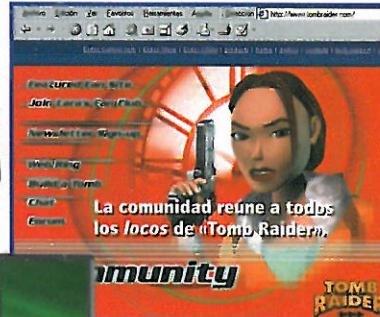 Archivo Edición Ver Favoritos Herramientas Ayuda Dirección http://www.tombraider.com/
Featured Fan Site
Join Lara's Fan Club
Newsletter Sign-up
Web Ring
Build a Tomb
Chat
Forum
La comunidad reúne a todos
los locos de «Tomb Raider».
mmunity
TOMB
RAIDER